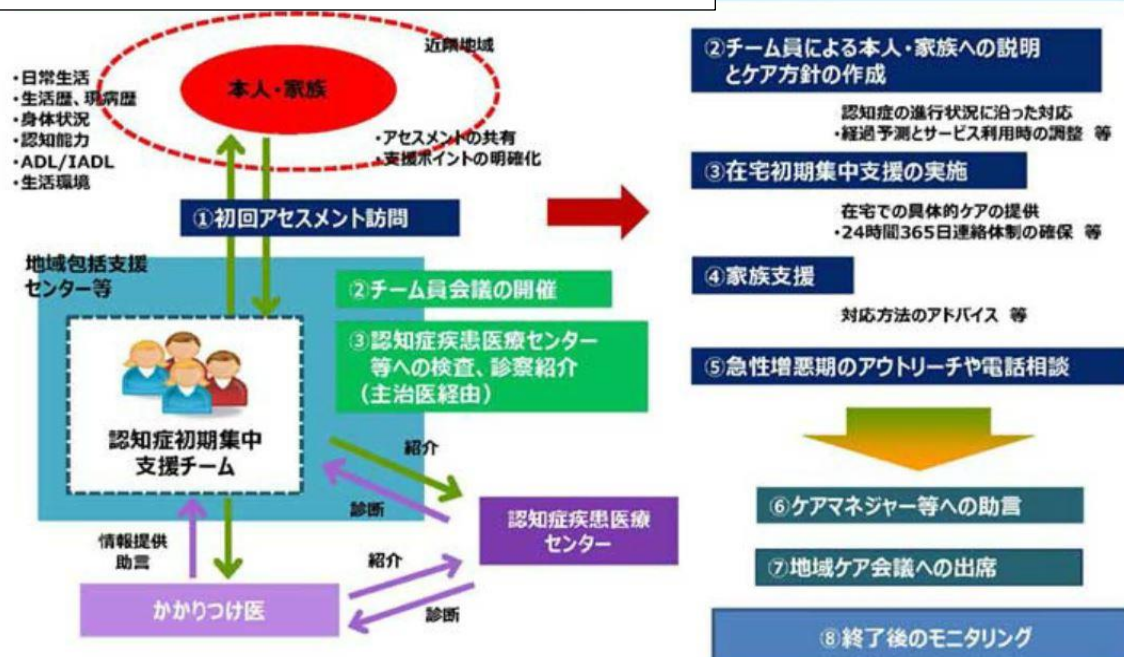 近隣地域
本人・家族
・日常生活
・生活歴、現病歴
・身体状況
・認知能力
・ADL/IADL
・生活環境
・アセスメントの共有
・支援ポイントの明確化
①初回アセスメント訪問
地域包括支援
センター等
②チーム員会議の開催
③認知症疾患医療センター
等への検査、診察紹介
（主治医経由）
認知症初期集中
支援チーム
紹介
診断
認知症疾患医療
センター
情報提供
助言
紹介
診断
かかりつけ医
②チーム員による本人・家族への説明
とケア方針の作成
認知症の進行状況に沿った対応
・経過予測とサービス利用時の調整 等
③在宅初期集中支援の実施
在宅での具体的ケアの提供
・24時間365日連絡体制の確保 等
④家族支援
対応方法のアドバイス 等
⑤急性増悪期のアウトリーチや電話相談
⑥ケアマネジャー等への助言
⑦地域ケア会議への出席
⑧終了後のモニタリング